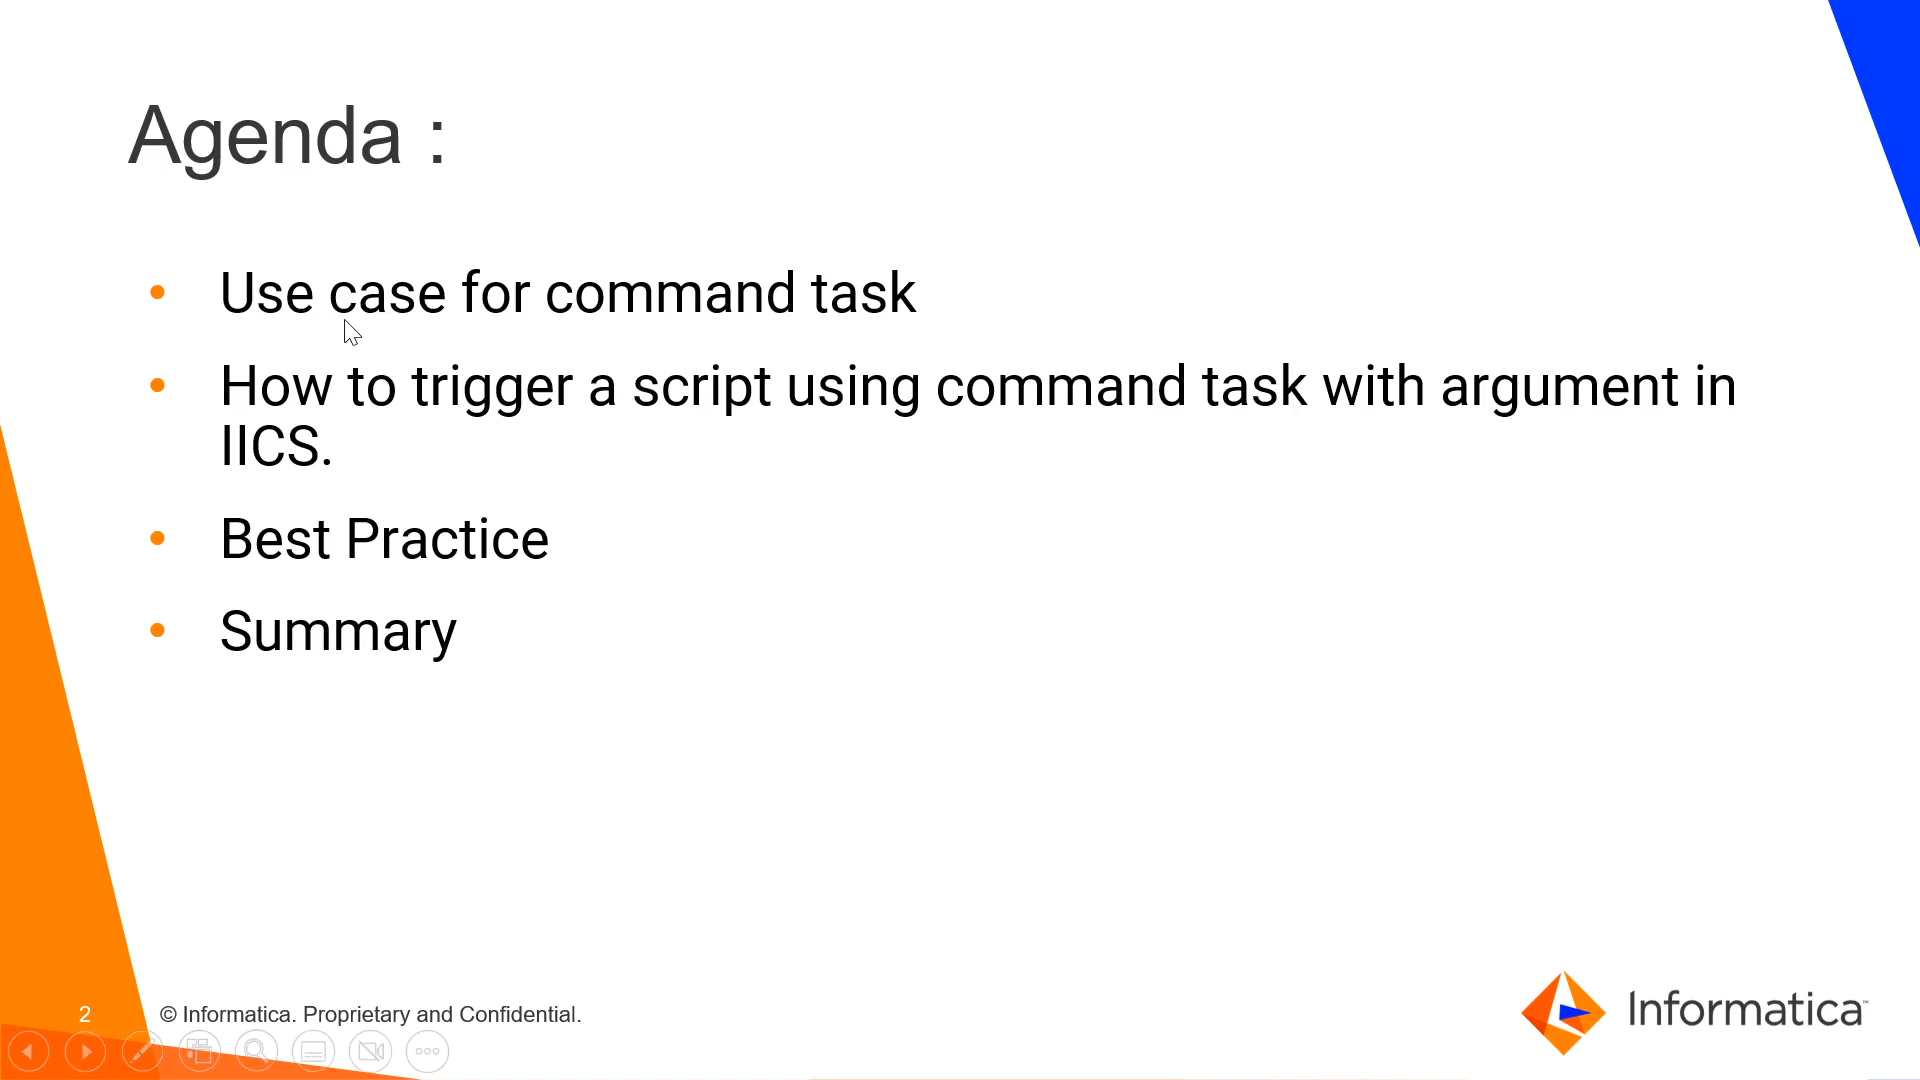 Agenda :
• Use case for command task
• How to trigger a script using command task with argument in
IICS.
• Best Practice
• Summary
2
© Informatica. Proprietary and Confidential.
Informatica™